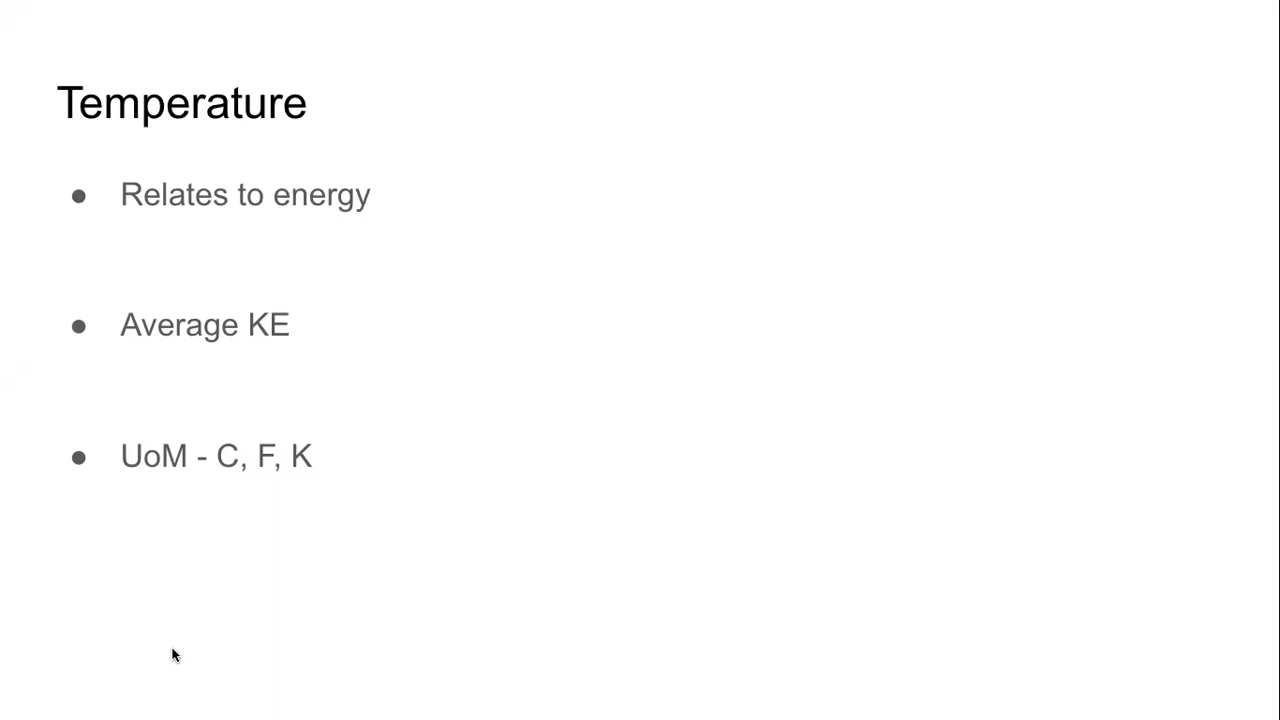 Temperature
● Relates to energy
● Average KE
● UoM - C, F, K